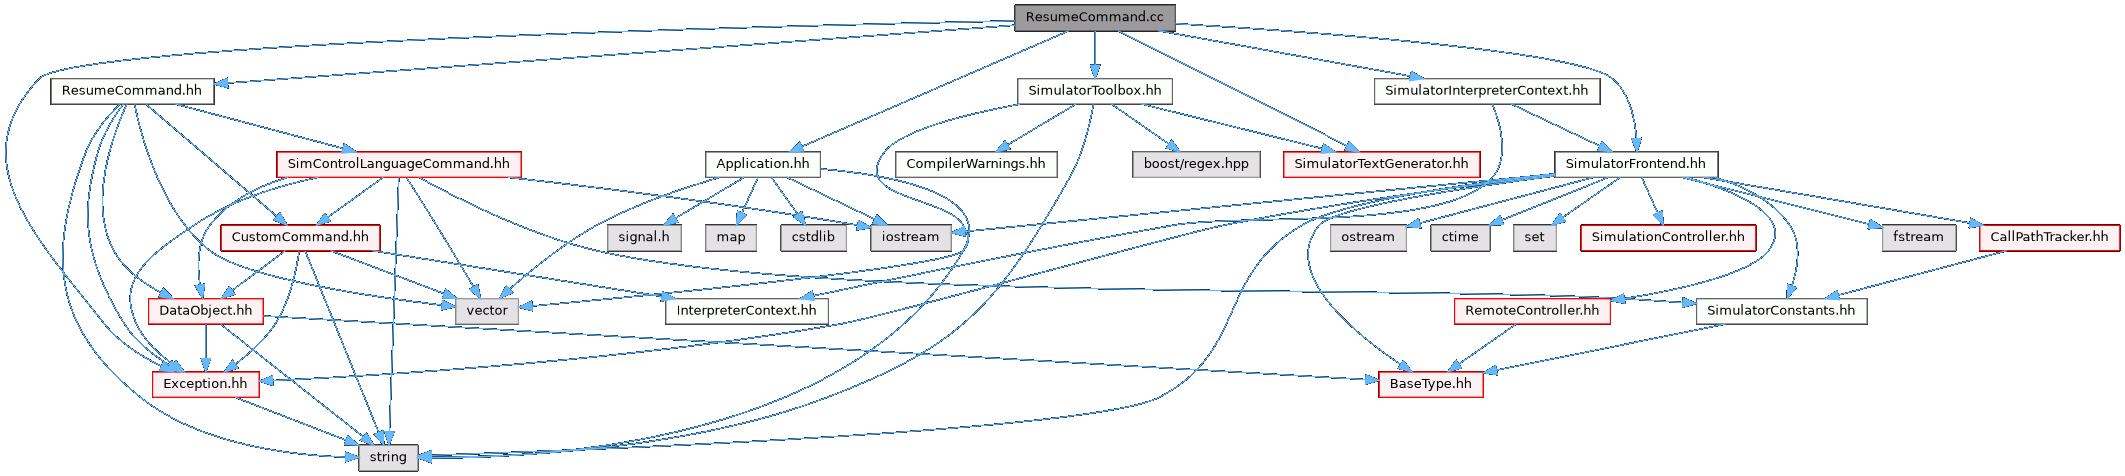 ResumeCommand.cc
ResumeCommand.hh
SimulatorToolbox.hh
SimulatorInterpreterContext.hh
SimControlLanguageCommand.hh
Application.hh
CompilerWarnings.hh
boost/regex.hpp
SimulatorTextGenerator.hh
SimulatorFrontend.hh
CustomCommand.hh
signal.h
map
cstdlib
iostream
ostream
ctime
set
SimulationController.hh
fstream
CallPathTracker.hh
DataObject.hh
vector
InterpreterContext.hh
RemoteController.hh
SimulatorConstants.hh
Exception.hh
BaseType.hh
string